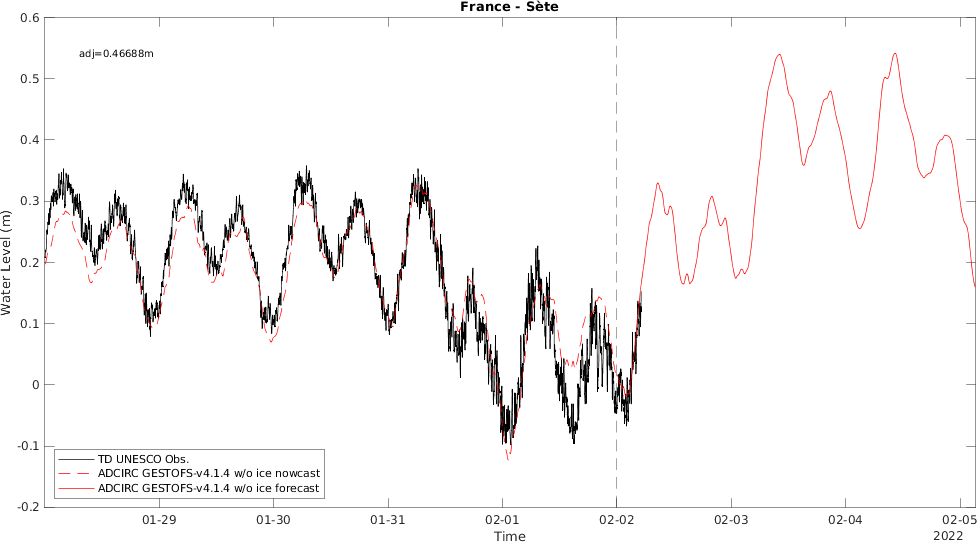 France - Sète
adj=0.46688m
Water Level (m)
0.6
0.5
0.4
0.3
0.2
0.1
0
-0.1
-0.2
TD UNESCO Obs.
ADCIRC GESTOFS-v4.1.4 w/o ice nowcast
ADCIRC GESTOFS-v4.1.4 w/o ice forecast
01-29 01-30 01-31 02-01 02-02 02-03 02-04 02-05
Time
2022